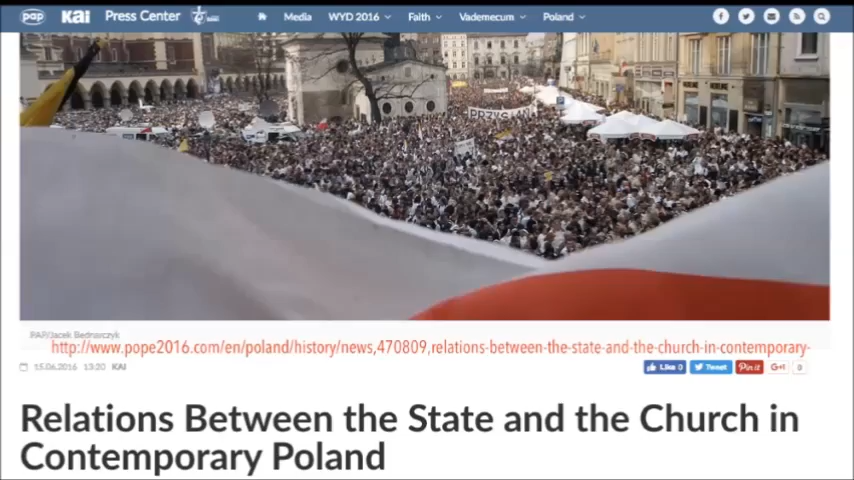 pap kai Press Center Media WYD 2016 Faith Vademecum Poland
PRZYSTAŃ
PAP/Jacek Bednarczyk
http://www.pope2016.com/en/poland/history/news,470809,relations-between-the-state-and-the-church-in-contemporary-
15.06.2016 13:20 KAI Like 0 Tweet Pin it G+1 0
Relations Between the State and the Church in
Contemporary Poland